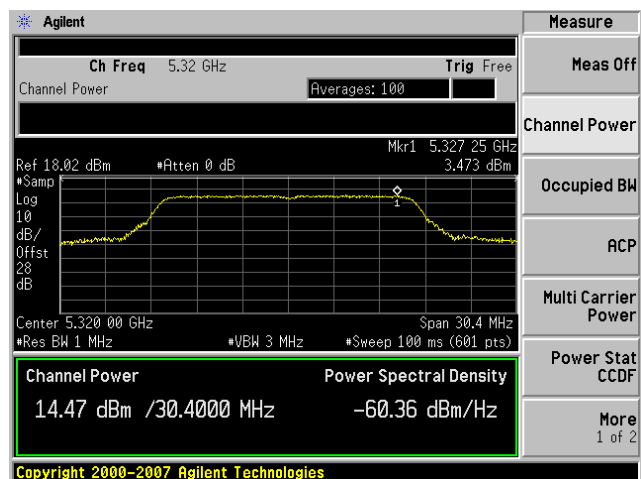 Agilent
Measure
Ch Freq 5.32 GHz Trig Free
Channel Power Averages: 100
Mkr1 5.327 25 GHz
Ref 18.02 dBm #Atten 0 dB 3.473 dBm
#Samp
Log
10
dB/
Offst
28
dB
1
Center 5.320 00 GHz Span 30.4 MHz
#Res BW 1 MHz #VBW 3 MHz #Sweep 100 ms (601 pts)
Channel Power Power Spectral Density
14.47 dBm /30.4000 MHz -60.36 dBm/Hz
Copyright 2000-2007 Agilent Technologies
Meas Off
Channel Power
Occupied BW
ACP
Multi Carrier
Power
Power Stat
CCDF
More
1 of 2